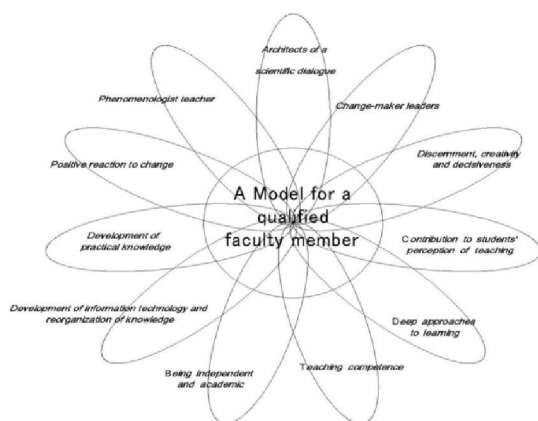 Architects of a
scientific dialogue
Change-maker leaders
Discernment, creativity
and decisiveness
Contribution to students'
perception of teaching
Deep approaches
to learning
Teaching competence
Being independent
and academic
Development of information technology and
reorganization of knowledge
Development of
practical knowledge
Positive reaction to change
Phenomenologist teacher
A Model for a
qualified
faculty member